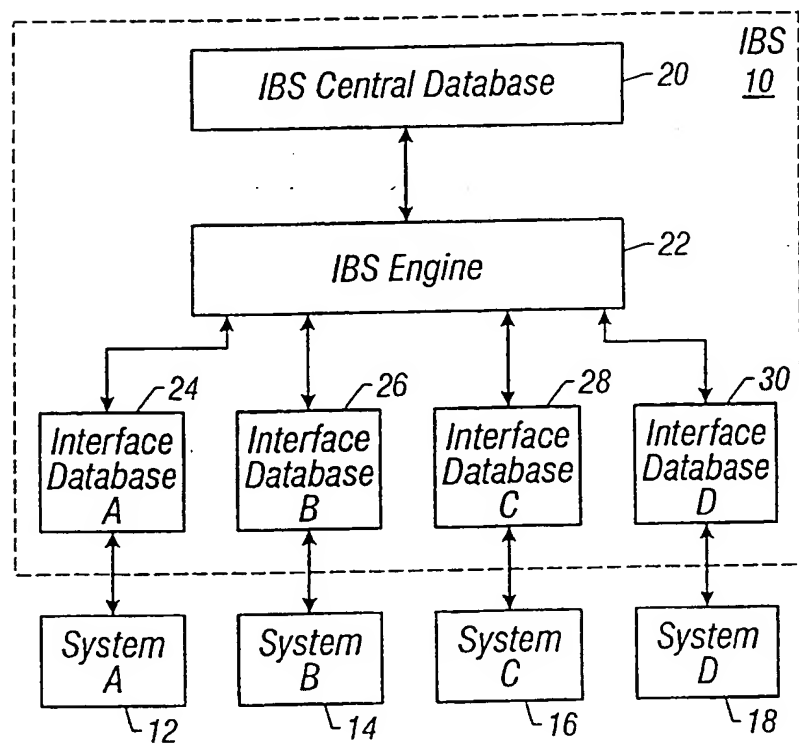 IBS
10
IBS Central Database
20
IBS Engine
22
24
26
28
30
Interface
Database
A
Interface
Database
B
Interface
Database
C
Interface
Database
D
System
A
System
B
System
C
System
D
12
14
16
18